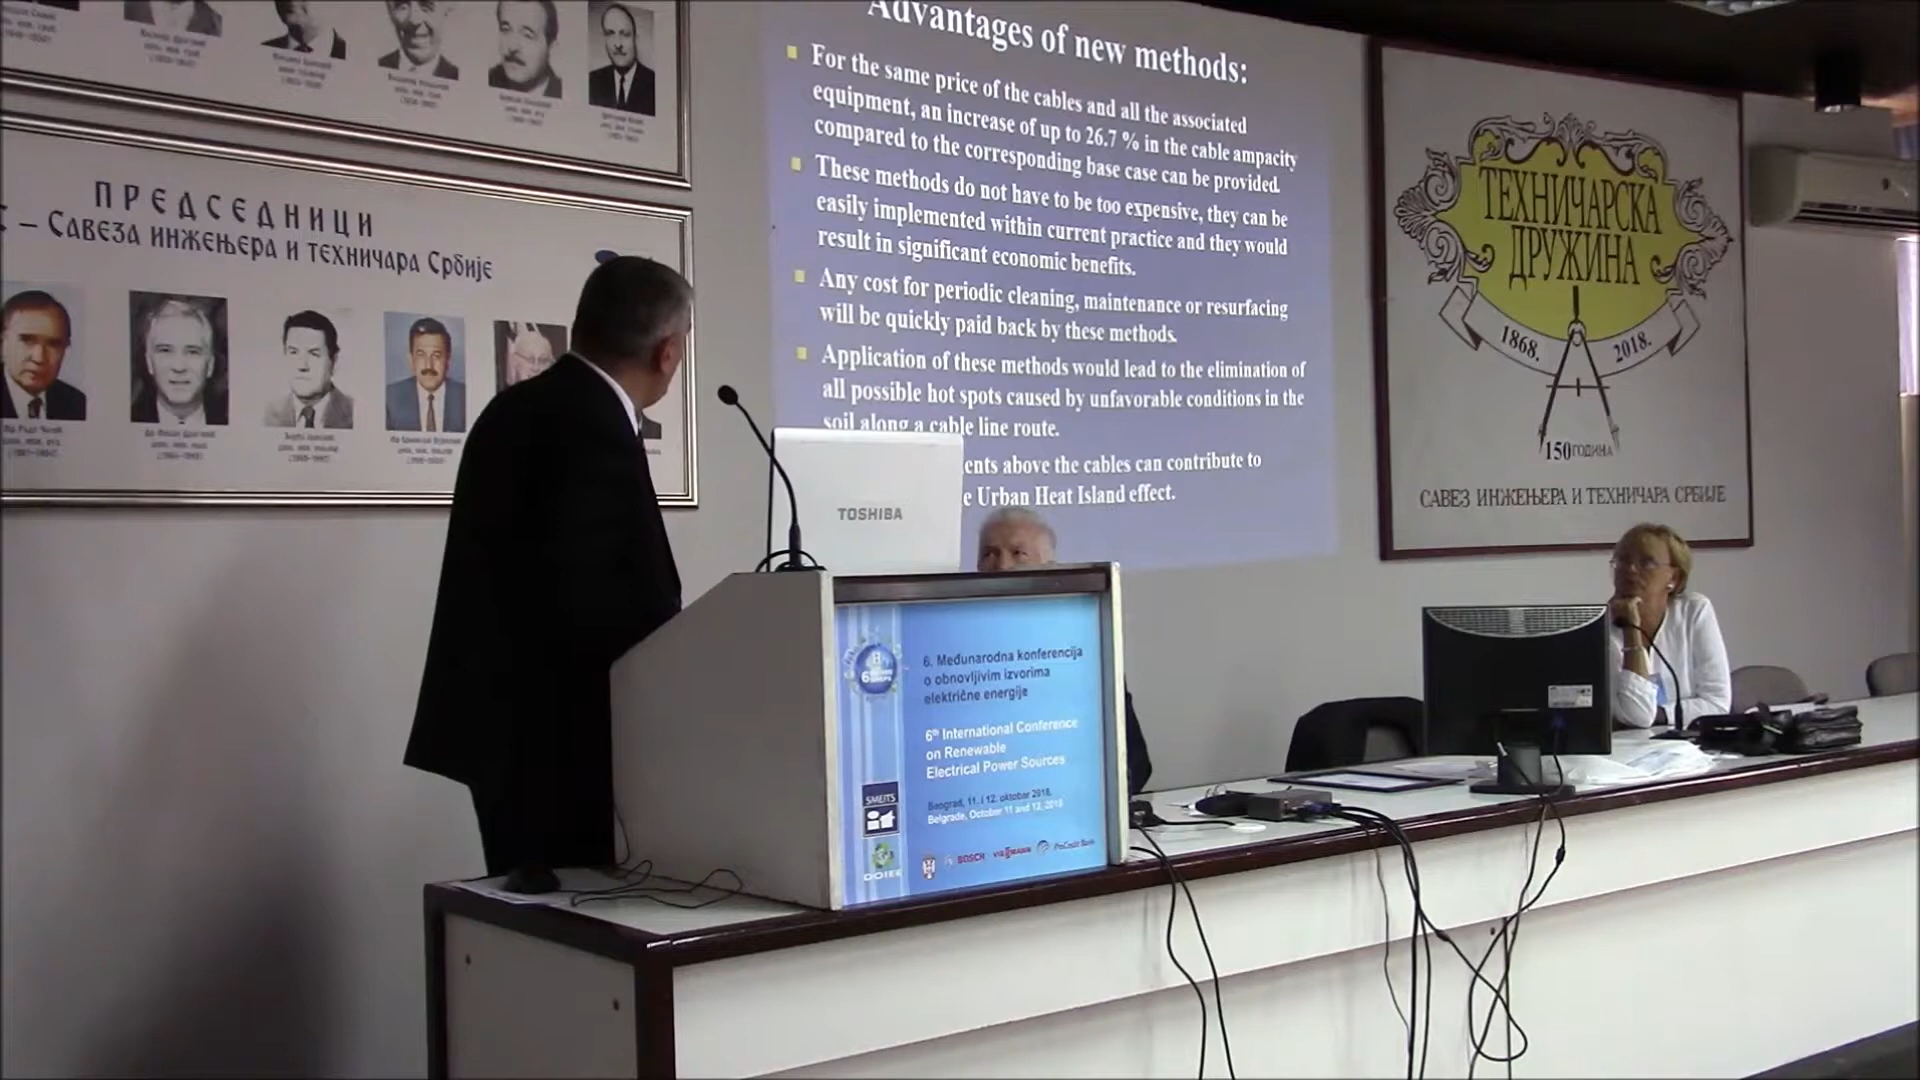 ПРЕДСЕДНИЦИ
– САВЕЗА ИНЖЕЊЕРА И ТЕХНИЧАРА СРБИЈЕ
Advantages of new methods:
For the same price of the cables and all the associated
equipment, an increase of up to 26.7 % in the cable ampacity
compared to the corresponding base case can be provided.
These methods do not have to be too expensive, they can be
easily implemented within current practice and they would
result in significant economic benefits.
Any cost for periodic cleaning, maintenance or resurfacing
will be quickly paid back by these methods.
Application of these methods would lead to the elimination of
all possible hot spots caused by unfavorable conditions in the
soil along a cable line route.
ents above the cables can contribute to
e Urban Heat Island effect.
ТЕХНИЧАРСКА
ДРУЖИНА
1868. 2018.
150 ГОДИНА
САВЕЗ ИНЖЕЊЕРА И ТЕХНИЧАРА СРБИЈЕ
TOSHIBA
6. Međunarodna konferencija
o obnovljivim izvorima
električne energije
6th International Conference
on Renewable
Electrical Power Sources
Beograd, 11. i 12. oktobar 2018.
Belgrade, October 11 and 12, 2018
SMEITS
BOSCH VIESMANN ProCredit Bank